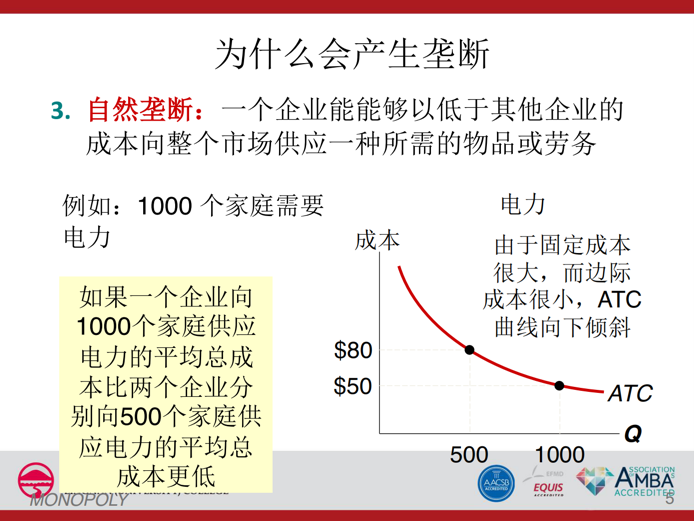 为什么会产生垄断
3. 自然垄断：一个企业能能够以低于其他企业的
成本向整个市场供应一种所需的物品或劳务
例如：1000 个家庭需要
电力
如果一个企业向
1000个家庭供应
电力的平均总成
本比两个企业分
别向500个家庭供
应电力的平均总
成本更低
电力
成本
由于固定成本
很大，而边际
成本很小，ATC
曲线向下倾斜
$80
$50
ATC
Q
500
1000
AACSB
ACCREDITED
EFMD
EQUIS
ACCREDITED
ASSOCIATION
AMBA
ACCREDITED
MONOPOLY
5